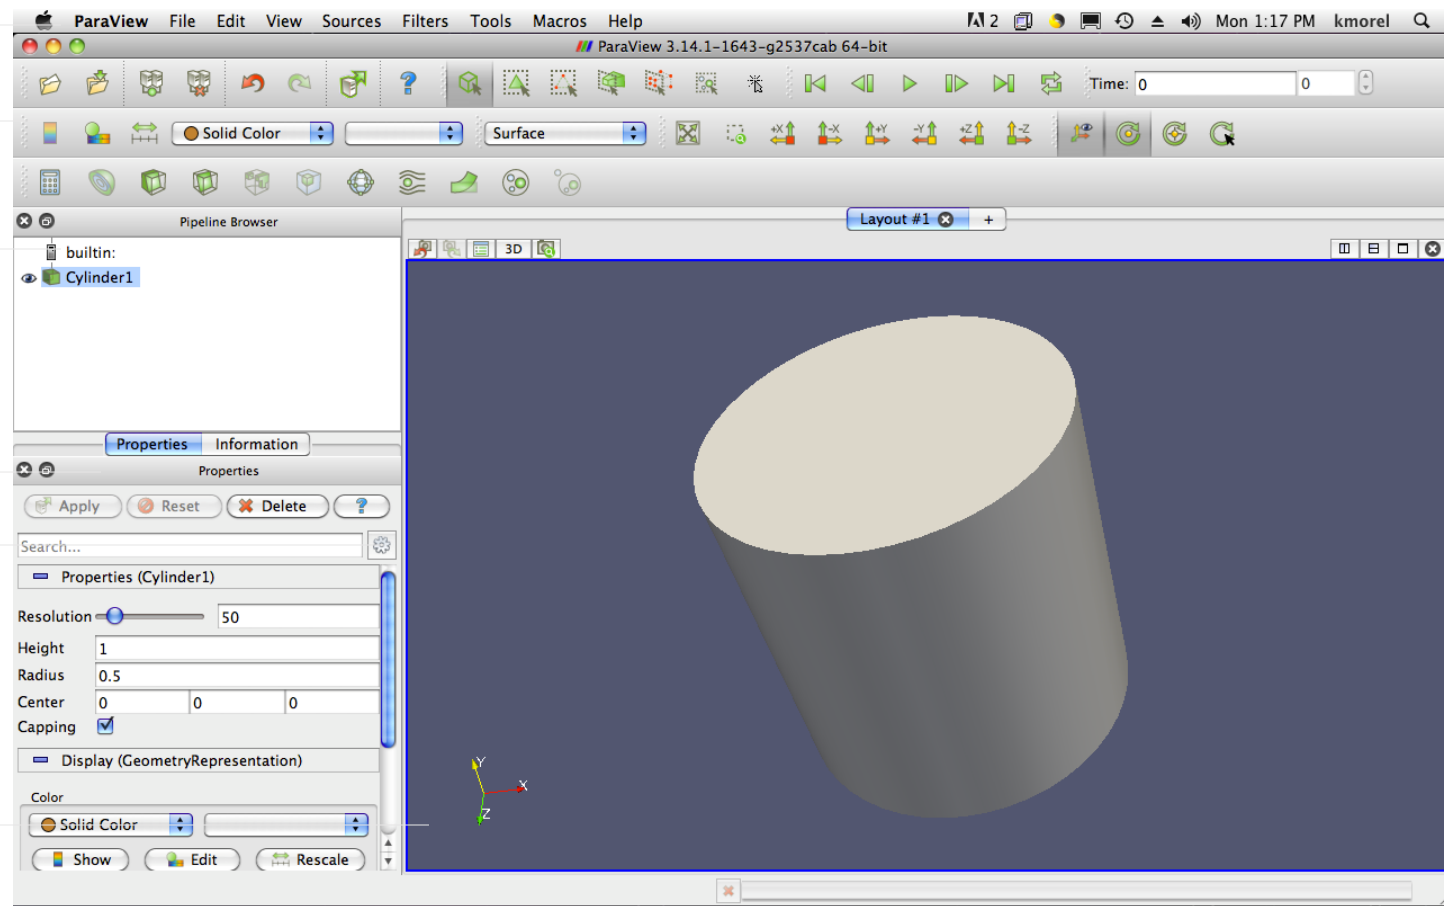 ParaView File Edit View Sources Filters Tools Macros Help 2 Mon 1:17 PM kmorel
ParaView 3.14.1-1643-g2537cab 64-bit
? Time: 0 0
Solid Color Surface +X -X +Y -Y +Z -Z
Pipeline Browser Layout #1 +
builtin: 3D
Cylinder1
Properties Information
Properties
Apply Reset Delete ?
Search...
Properties (Cylinder1)
Resolution 50
Height 1
Radius 0.5
Center 0 0 0
Capping
Display (GeometryRepresentation)
Y
X
Z
Color
Solid Color
Show Edit Rescale